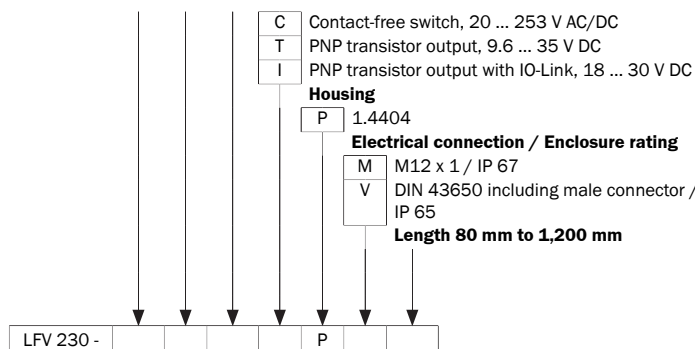 C Contact-free switch, 20 ... 253 V AC/DC
T PNP transistor output, 9.6 ... 35 V DC
I PNP transistor output with IO-Link, 18 ... 30 V DC
Housing
P 1.4404
Electrical connection / Enclosure rating
M M12 x 1 / IP 67
V DIN 43650 including male connector /
IP 65
Length 80 mm to 1,200 mm
LFV 230 - P